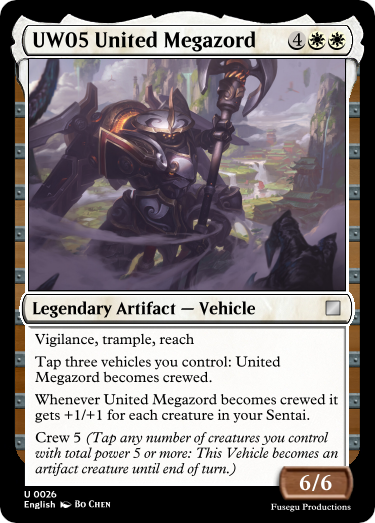 UW05 United Megazord 4
Legendary Artifact — Vehicle
Vigilance, trample, reach
Tap three vehicles you control: United
Megazord becomes crewed.
Whenever United Megazord becomes crewed it
gets +1/+1 for each creature in your Sentai.
Crew 5 (Tap any number of creatures you control
with total power 5 or more: This Vehicle becomes an
artifact creature until end of turn.)
6/6
U 0026
English Bo Chen
Fusegu Productions